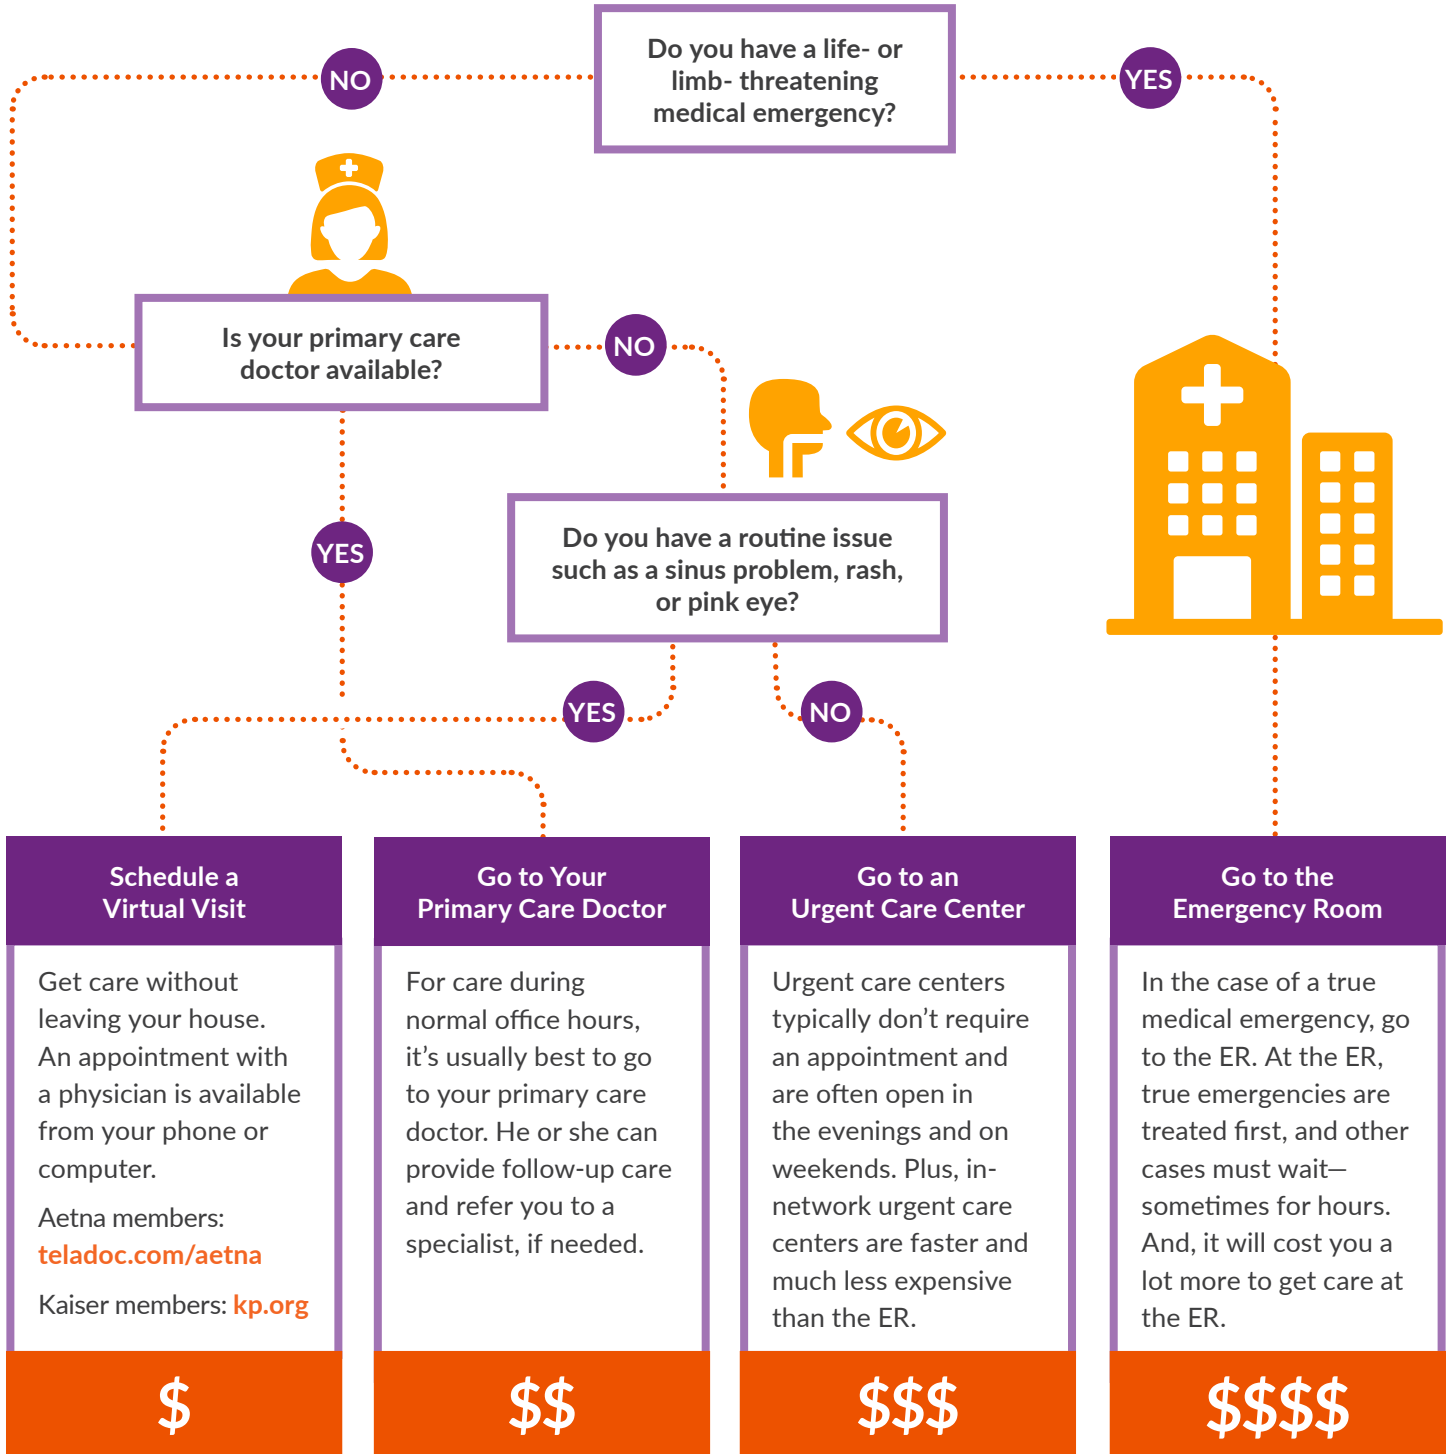 Do you have a life- or
limb- threatening
medical emergency?
NO
YES
Is your primary care
doctor available?
NO
YES
Do you have a routine issue
such as a sinus problem, rash,
or pink eye?
YES
NO
Schedule a
Virtual Visit
Get care without
leaving your house.
An appointment with
a physician is available
from your phone or
computer.
Aetna members:
teladoc.com/aetna
Kaiser members: kp.org
$
Go to Your
Primary Care Doctor
For care during
normal office hours,
it’s usually best to go
to your primary care
doctor. He or she can
provide follow-up care
and refer you to a
specialist, if needed.
$$
Go to an
Urgent Care Center
Urgent care centers
typically don’t require
an appointment and
are often open in
the evenings and on
weekends. Plus, in-
network urgent care
centers are faster and
much less expensive
than the ER.
$$$
Go to the
Emergency Room
In the case of a true
medical emergency, go
to the ER. At the ER,
true emergencies are
treated first, and other
cases must wait—
sometimes for hours.
And, it will cost you a
lot more to get care at
the ER.
$$$$